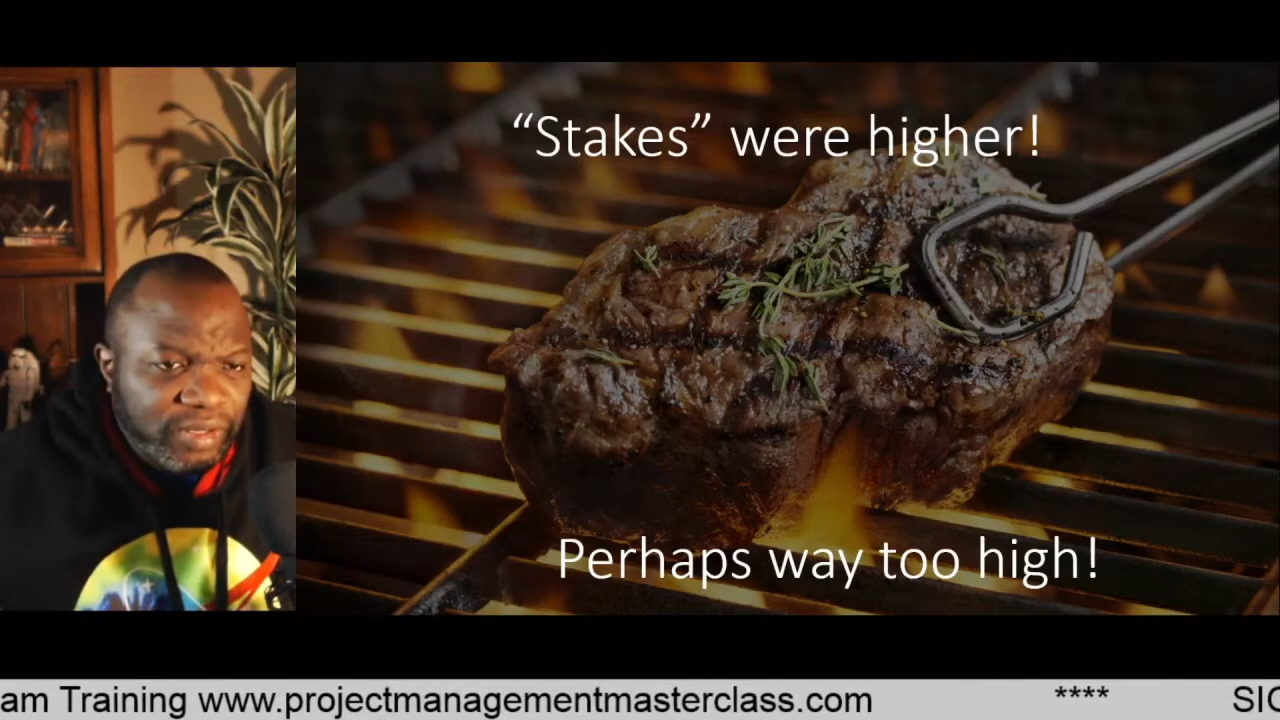 “Stakes” were higher!
Perhaps way too high!
am Training www.projectmanagementmasterclass.com **** SIG